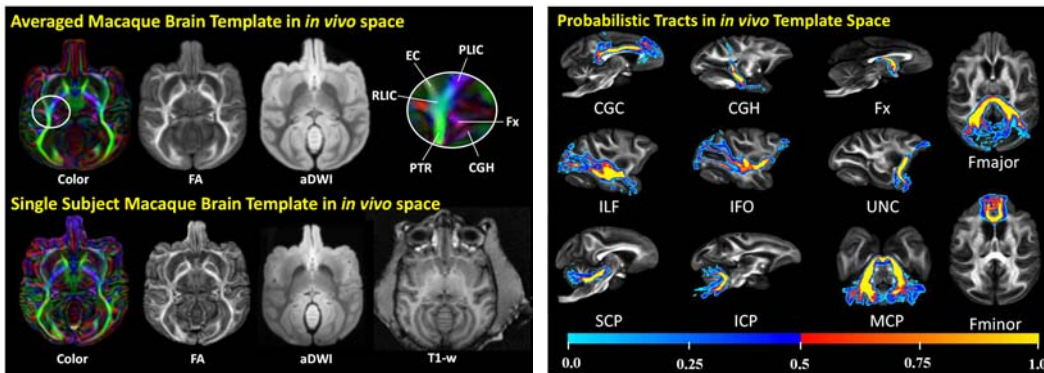 Averaged Macaque Brain Template in in vivo space
EC
PLIC
RLIC
Fx
PTR
CGH
Color
FA
aDWI
Single Subject Macaque Brain Template in in vivo space
Color
FA
aDWI
T1-w
Probabilistic Tracts in in vivo Template Space
CGC
CGH
Fx
Fmajor
ILF
IFO
UNC
SCP
ICP
MCP
Fminor
0.0
0.25
0.5
0.75
1.0